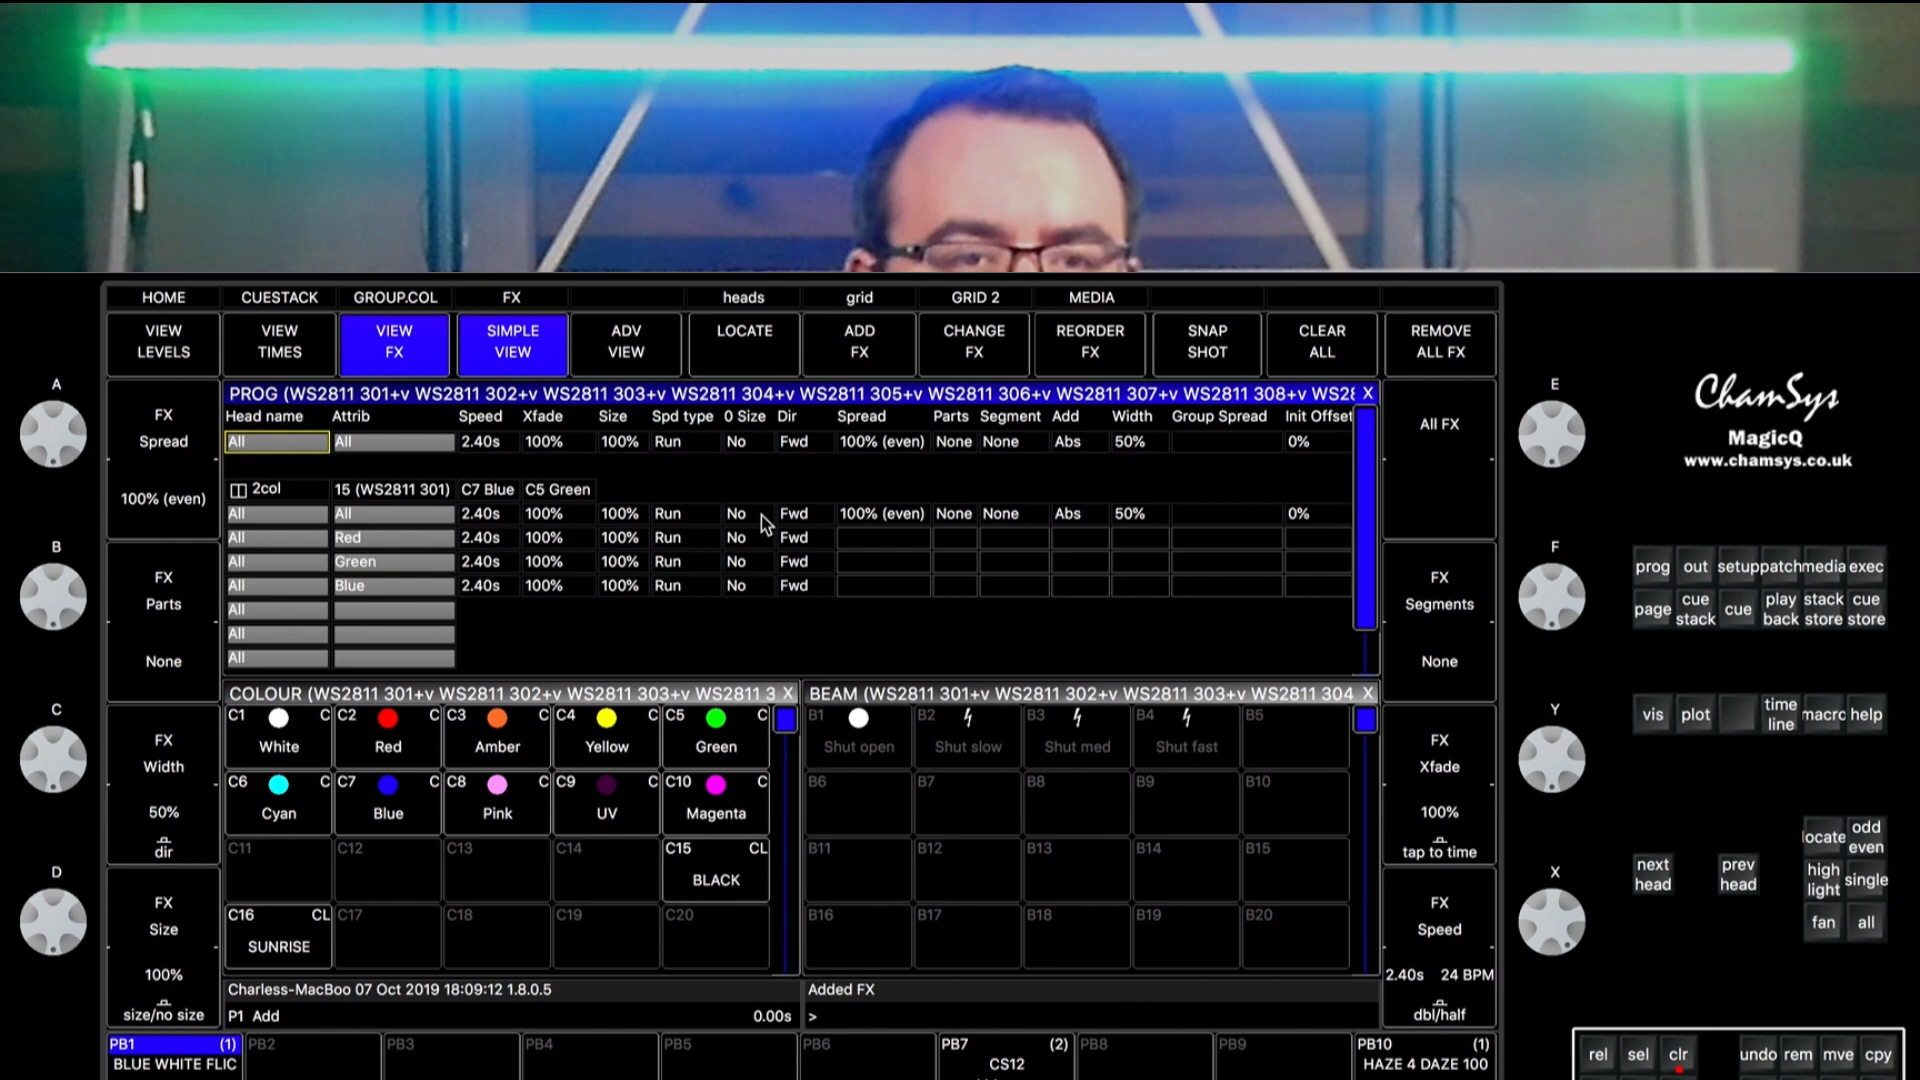 HOME CUESTACK GROUP.COL FX heads grid GRID 2 MEDIA
VIEW LEVELS
VIEW TIMES
VIEW FX
SIMPLE VIEW
ADV VIEW
LOCATE
ADD FX
CHANGE FX
REORDER FX
SNAP SHOT
CLEAR ALL
REMOVE ALL FX
PROG (WS2811 301+v WS2811 302+v WS2811 303+v WS2811 304+v WS2811 305+v WS2811 306+v WS2811 307+v WS2811 308+v WS28 X
Head name Attrib Speed Xfade Size Spd type 0 Size Dir Spread Parts Segment Add Width Group Spread Init Offset
All All 2.40s 100% 100% Run No Fwd 100% (even) None None Abs 50% 0%
2col 15 (WS2811 301) C7 Blue C5 Green
All All 2.40s 100% 100% Run No Fwd 100% (even) None None Abs 50% 0%
All Red 2.40s 100% 100% Run No Fwd
All Green 2.40s 100% 100% Run No Fwd
All Blue 2.40s 100% 100% Run No Fwd
All
All
All
COLOUR (WS2811 301+v WS2811 302+v WS2811 303+v WS2811 3 X
C1 C C2 C C3 C C4 C C5 C
White Red Amber Yellow Green
C6 C C7 C C8 C C9 C C10 C
Cyan Blue Pink UV Magenta
C11 C12 C13 C14 C15 CL
BLACK
C16 CL C17 C18 C19 C20
SUNRISE
BEAM (WS2811 301+v WS2811 302+v WS2811 303+v WS2811 304 X
B1 B2 B3 B4 B5
Shut open Shut slow Shut med Shut fast
B6 B7 B8 B9 B10
B11 B12 B13 B14 B15
B16 B17 B18 B19 B20
Charless-MacBoo 07 Oct 2019 18:09:12 1.8.0.5
Added FX
P1 Add 0.00s
>
A
FX
Spread
100% (even)
B
FX
Parts
None
C
FX
Width
50%
dir
D
FX
Size
100%
size/no size
E
All FX
F
FX
Segments
None
Y
FX
Xfade
100%
tap to time
X
FX
Speed
2.40s 24 BPM
dbl/half
PB1 (1) PB2 PB3 PB4 PB5 PB6 PB7 (2) PB8 PB9 PB10 (1)
BLUE WHITE FLIC CS12 HAZE 4 DAZE 100
ChamSys
MagicQ
www.chamsys.co.uk
prog out setup patch media exec
page
cue stack
cue
play back
stack store
cue store
vis plot
time line
macro help
next head
prev head
locate
odd even
high light
single
fan all
rel sel clr undo rem mve cpy